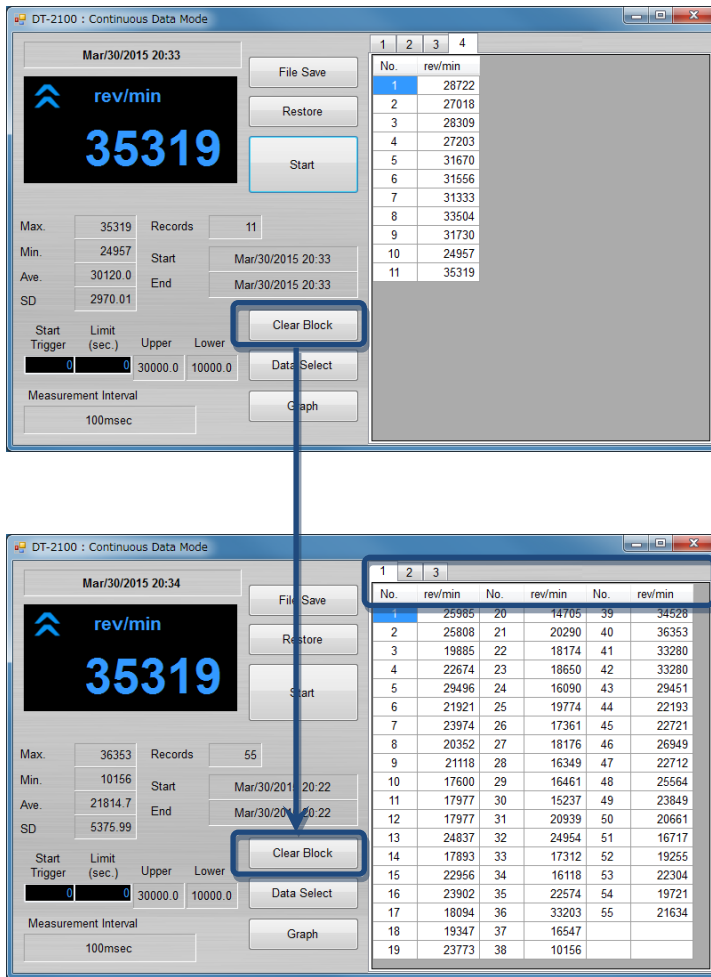 DT-2100 : Continuous Data Mode
Mar/30/2015 20:33
rev/min
35319
File Save
Restore
Start
Max. 35319 Records 11
Min. 24957 Start Mar/30/2015 20:33
Ave. 30120.0 End Mar/30/2015 20:33
SD 2970.01
Clear Block
Start Trigger Limit (sec.) Upper Lower
0 0 30000.0 10000.0
Data Select
Measurement Interval
100msec
Graph
1 2 3 4
No. rev/min
1 28722
2 27018
3 28309
4 27203
5 31670
6 31556
7 31333
8 33504
9 31730
10 24957
11 35319
DT-2100 : Continuous Data Mode
Mar/30/2015 20:34
rev/min
35319
File Save
Restore
Start
Max. 36353 Records 55
Min. 10156 Start Mar/30/2015 20:22
Ave. 21814.7 End Mar/30/2015 20:22
SD 5375.99
Clear Block
Start Trigger Limit (sec.) Upper Lower
0 0 30000.0 10000.0
Data Select
Measurement Interval
100msec
Graph
1 2 3
No. rev/min No. rev/min No. rev/min
1 25985 20 14705 39 34528
2 25808 21 20290 40 36353
3 19885 22 18174 41 33280
4 22674 23 18650 42 33280
5 29496 24 16090 43 29451
6 21921 25 19774 44 22193
7 23974 26 17361 45 22721
8 20352 27 18176 46 26949
9 21118 28 16349 47 22712
10 17600 29 16461 48 25564
11 17977 30 15237 49 23849
12 17977 31 20939 50 20661
13 24837 32 24954 51 16717
14 17893 33 17312 52 19255
15 22956 34 16118 53 22304
16 23902 35 22574 54 19721
17 18094 36 33203 55 21634
18 19347 37 16547
19 23773 38 10156